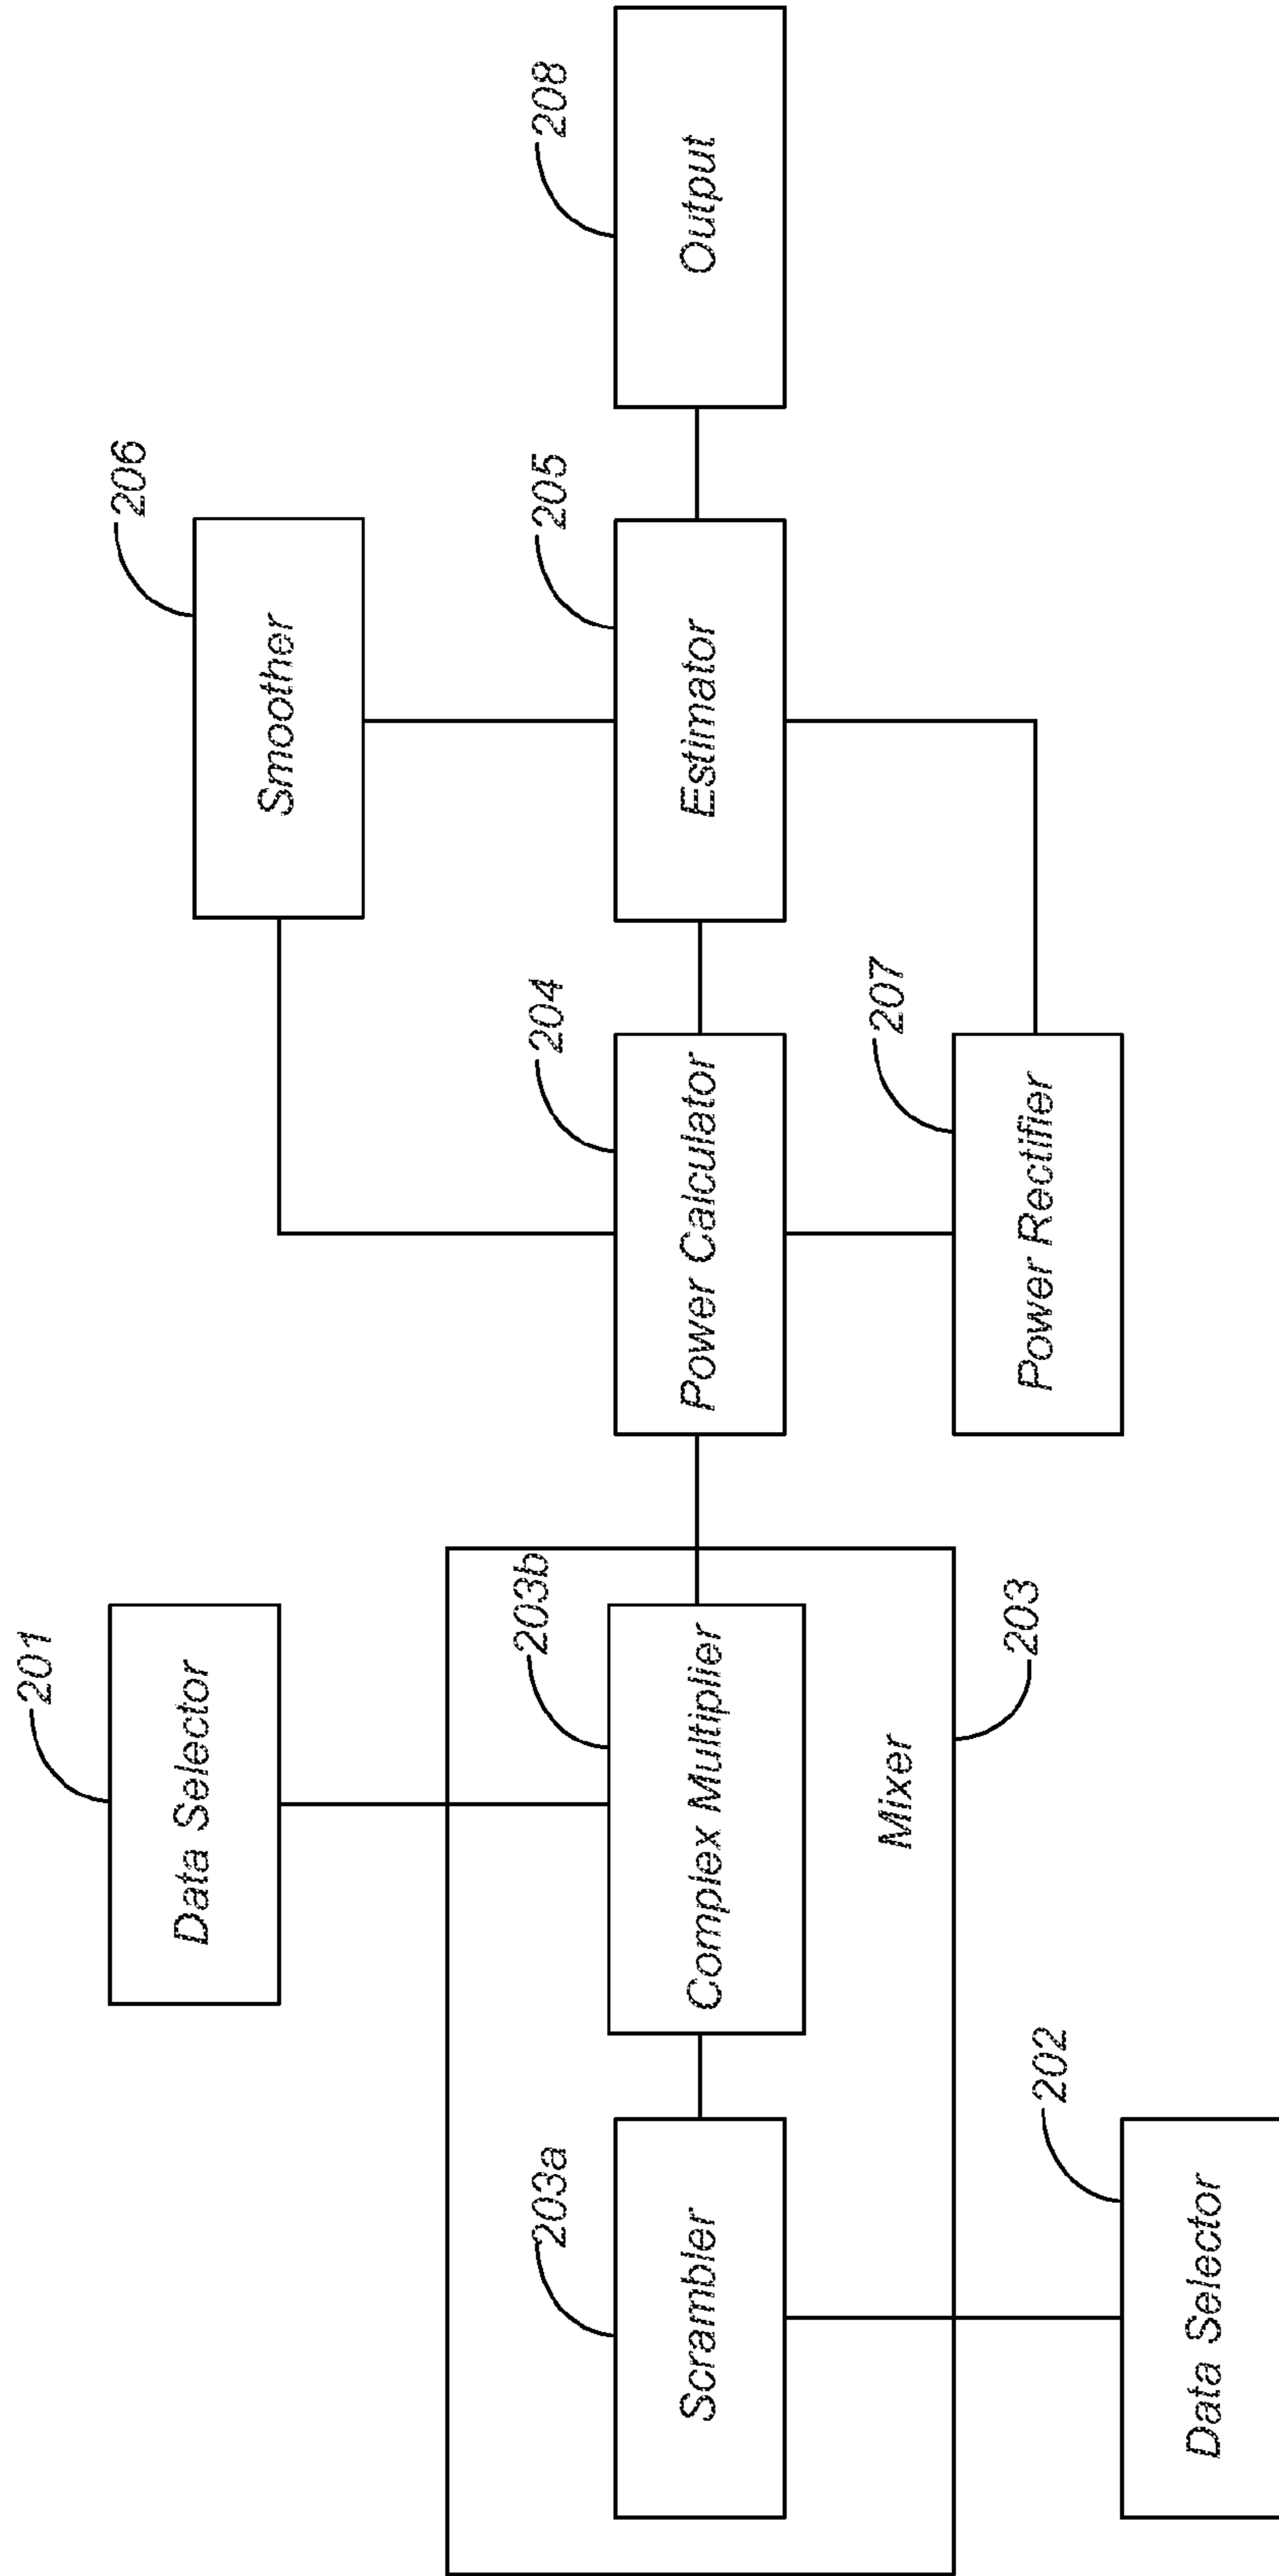 201
Data Selector
206
Smoother
203a
Scrambler
203b
Complex Multiplier
204
Power Calculator
205
Estimator
208
Output
Mixer
203
207
Power Rectifier
202
Data Selector